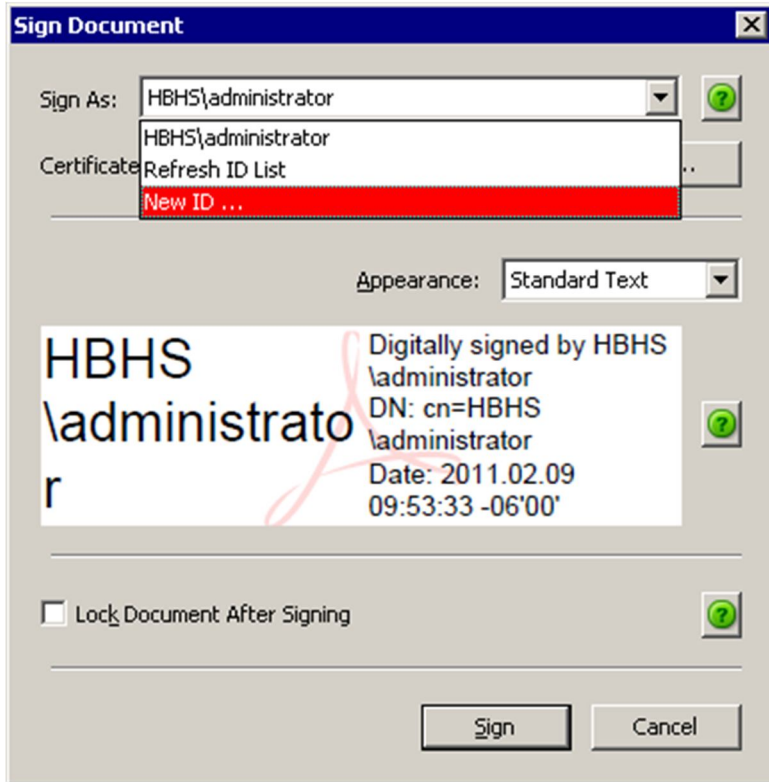 Sign Document
Sign As:
HBHS\administrator
HBHS\administrator
Refresh ID List
New ID ...
Certificate
..
Appearance:
Standard Text
HBHS
\administrato
r
Digitally signed by HBHS
\administrator
DN: cn=HBHS
\administrator
Date: 2011.02.09
09:53:33 -06'00'
Lock Document After Signing
Sign
Cancel